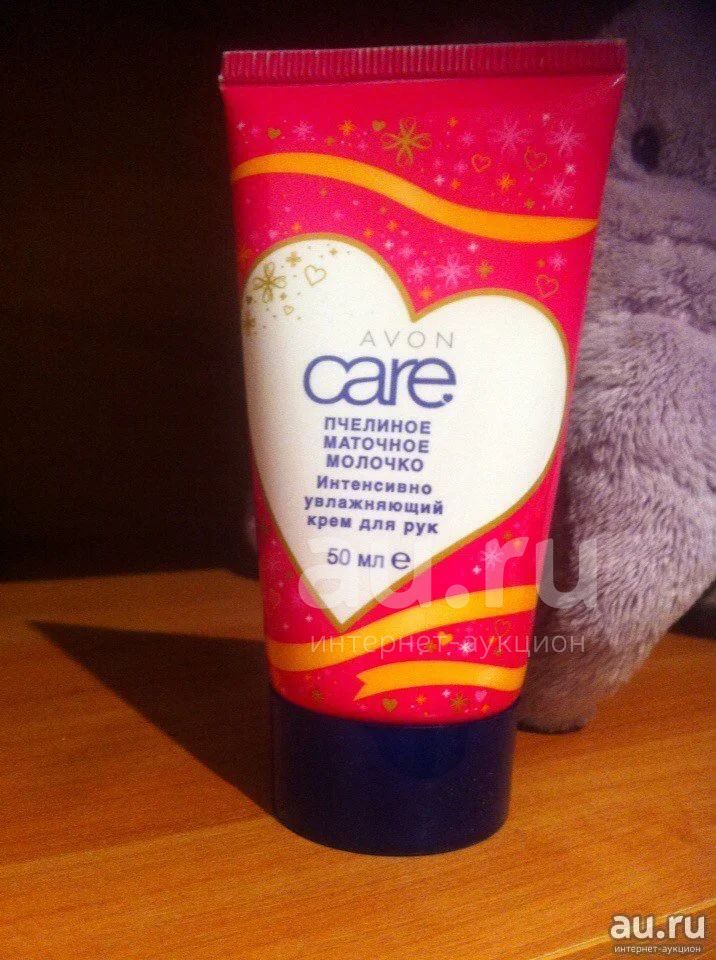 AVON
care
ПЧЕЛИНОЕ
МАТОЧНОЕ
МОЛОЧКО
Интенсивно
увлажняющий
крем для рук
50 мл e
au.ru
интернет-аукцион
au.ru
интернет-аукцион